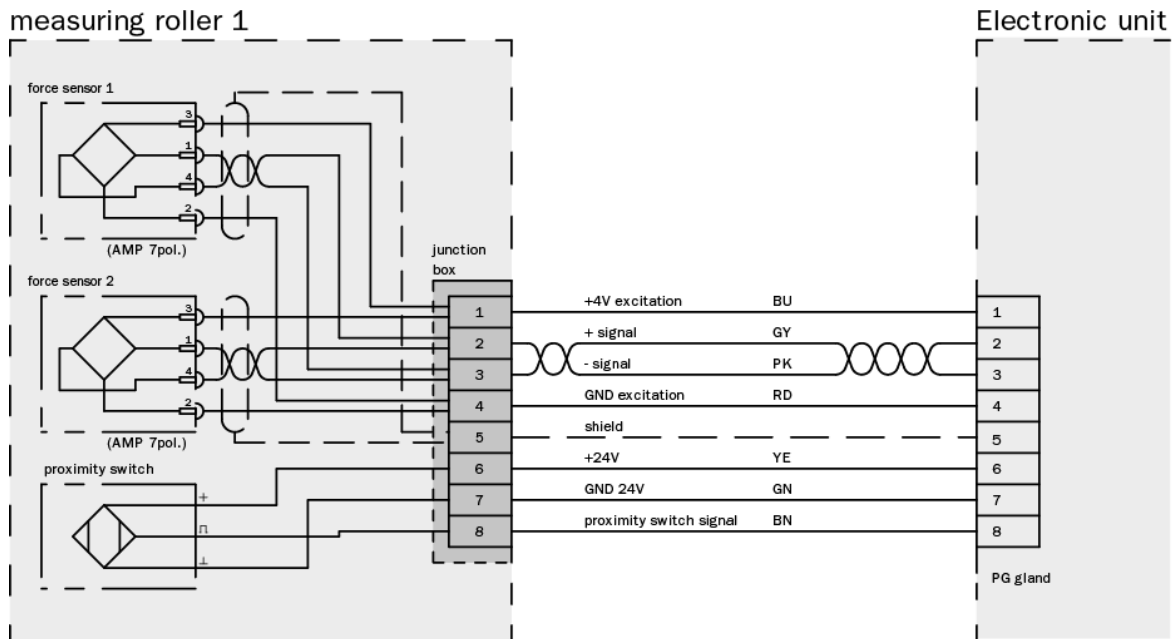 measuring roller 1
Electronic unit
force sensor 1
3
1
4
2
(AMP 7pol.)
force sensor 2
3
1
4
2
(AMP 7pol.)
proximity switch
+
⊓
⊥
junction
box
1
2
3
4
5
6
7
8
+4V excitation BU
+ signal GY
- signal PK
GND excitation RD
shield
+24V YE
GND 24V GN
proximity switch signal BN
1
2
3
4
5
6
7
8
PG gland